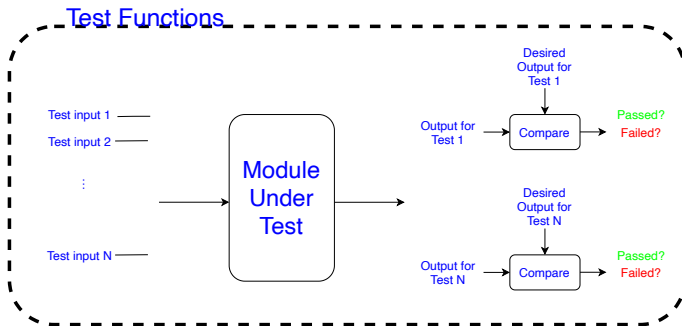 Test Functions
Test input 1
Test input 2
...
Test input N
Module
Under
Test
Desired
Output for
Test 1
Output for
Test 1
Compare
Passed?
Failed?
Desired
Output for
Test N
Output for
Test N
Compare
Passed?
Failed?